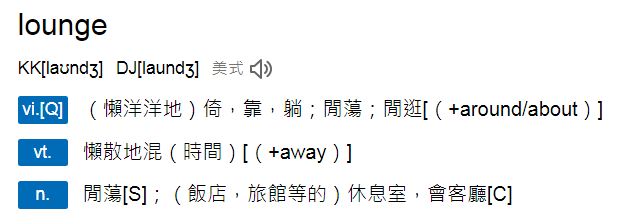 lounge
KK[laʊndʒ] DJ[laundʒ] 美式
vi.[Q] （懶洋洋地）倚，靠，躺；閒蕩；閒逛[（+around/about）]
vt. 懶散地混（時間）[（+away）]
n. 閒蕩[S]；（飯店，旅館等的）休息室，會客廳[C]